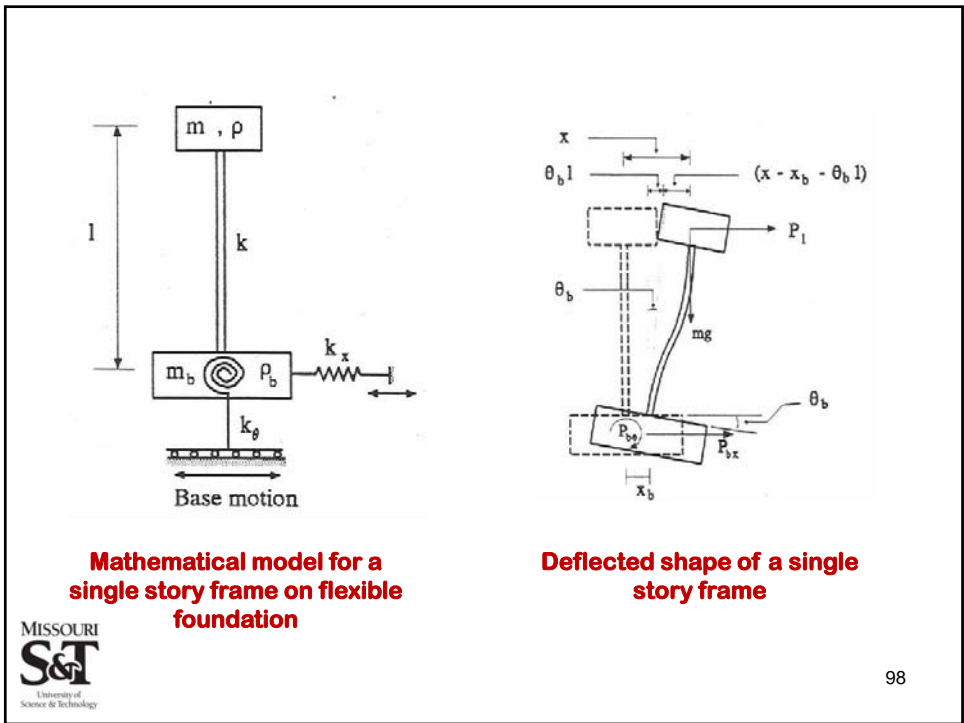 m , ρ
l
k
m_b
ρ_b
k_x
k_θ
Base motion
x
θ_b l
(x - x_b - θ_b l)
P_l
θ_b
mg
θ_b
P_bθ
P_bx
x_b
Mathematical model for a
single story frame on flexible
foundation
Deflected shape of a single
story frame
MISSOURI
S&T
University of
Science & Technology
98